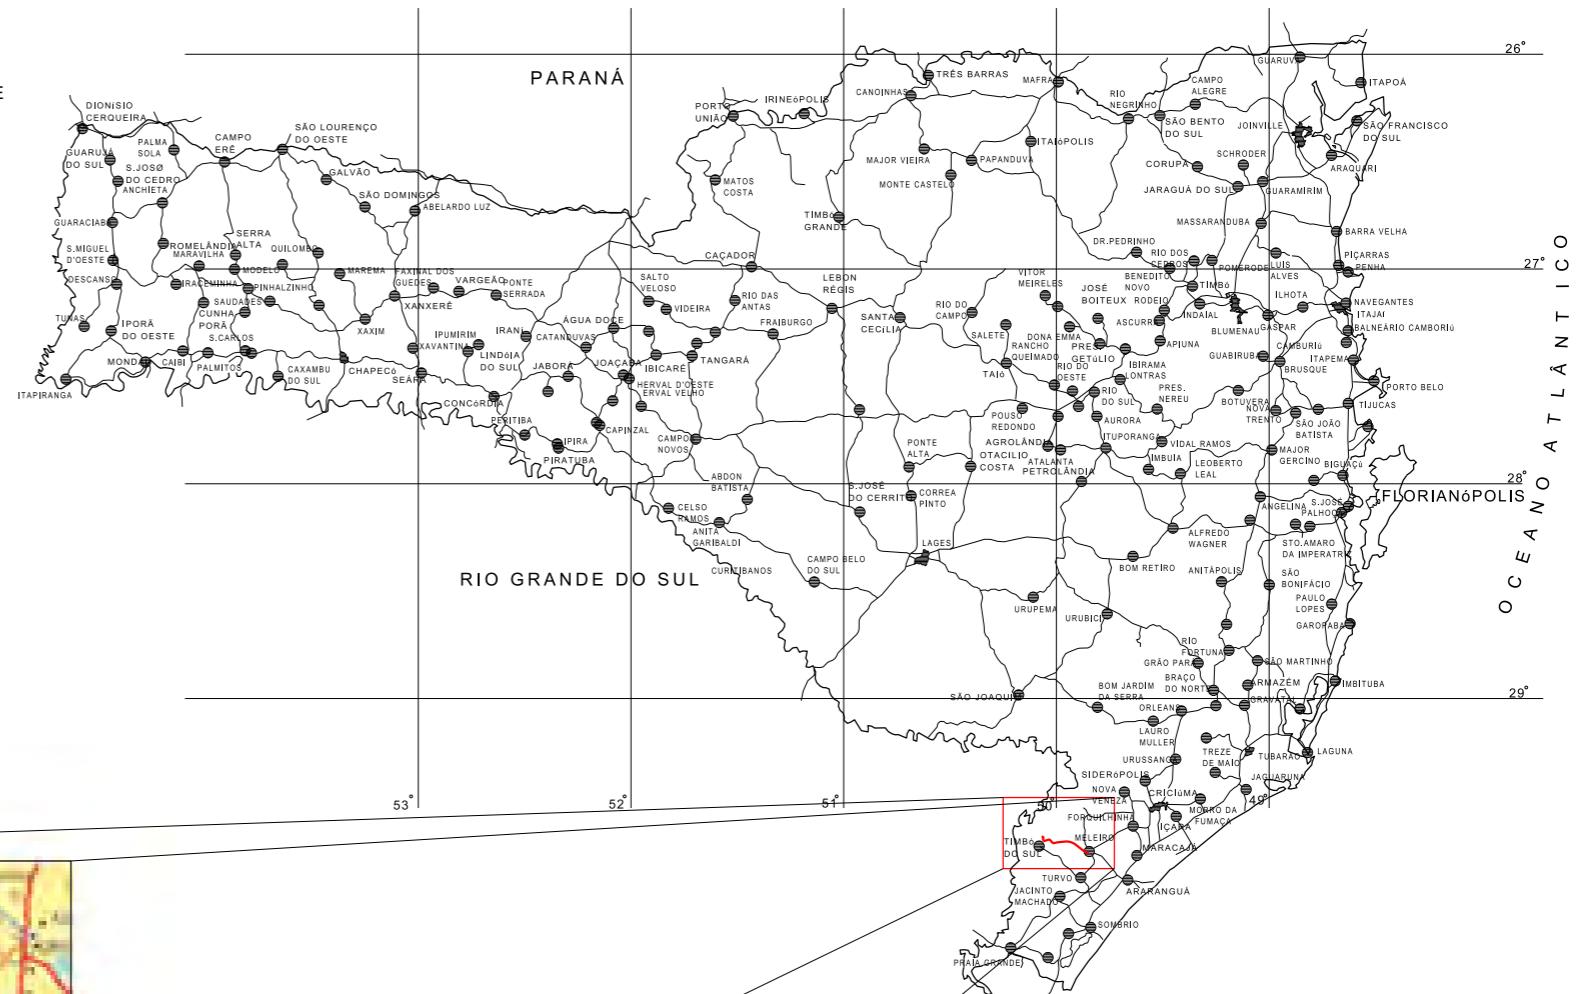 26°
PARANÁ
E
TRÊS BARRAS
MAFRA
GUARUVA
ITAPOÁ
CANOINHAS
CAMPO
ALEGRE
RIO
NEGRINHO
PORTO
UNIÃO
IRINEóPOLIS
DIONíSIO
CERQUEIRA
SÃO LOURENÇO
DO OESTE
CAMPO
ERÊ
PALMA
SOLA
GUARUJÁ
DO SUL
S.JOSØ
DO CEDRO
ANCHIETA
SÃO BENTO
DO SUL
JOINVILLE
SÃO FRANCISCO
DO SUL
ITAIóPOLIS
MAJOR VIEIRA
PAPANDUVA
MONTE CASTELO
CORUPA
SCHRODER
ARAQUARI
JARAGUÁ DO SUL
GUARAMIRIM
GALVÃO
MATOS
COSTA
SÃO DOMINGOS
ABELARDO LUZ
GUARACIABA
TIMBó
GRANDE
MASSARANDUBA
BARRA VELHA
S.MIGUEL
D'OESTE
ROMELÂNDIA
MARAVILHA
SERRA
ALTA
QUILOMBO
MODELO
MAREMA
FAXINAL DOS
GUEDES
VARGEÃO
PONTE
SERRADA
SALTO
VELOSO
CAÇADOR
LEBON
RÉGIS
DR.PEDRINHO
RIO DOS
CEDROS
POMERODE
LUIS
ALVES
PIÇARRAS
PENHA
27°
DESCANSO
IRACEMINHA
PINHALZINHO
SAUDADES
CUNHA
PORÃ
XANXERÊ
VIDEIRA
RIO DAS
ANTAS
RIO DO
CAMPO
VITOR
MEIRELES
BENEDITO
NOVO
TIMBó
JOSÉ
BOITEUX
RODEIO
ILHOTA
NAVEGANTES
ITAJAI
TUNAS
IPORÃ
DO OESTE
S.CARLOS
XAXIM
IPUMIRIM
XAVANTINA
IRANI
ÁGUA DOCE
CATANDUVAS
FRAIBURGO
SANTA
CECíLIA
SALETE
DONA EMMA
ASCURRA
INDAIAL
BLUMENAU
GASPAR
BALNEÁRIO CAMBORIú
RANCHO
QUEIMADO
PRES.
GETúLIO
APIUNA
GUABIRUBA
CAMBURIú
ITAPEMA
MONDAI
CAIBI
PALMITOS
CAXAMBU
DO SUL
CHAPECó
SEÁRA
LINDóIA
DO SUL
JABORÁ
JOAÇABA
IBICARÉ
TANGARÁ
TAIó
RIO DO
OESTE
IBIRAMA
LONTRAS
BRUSQUE
PORTO BELO
ITAPIRANGA
CONCóRDIA
HERVAL D'OESTE
ERVAL VELHO
RIO
DO SUL
PRES.
NEREU
BOTUVERA
NOVA
TRENTO
TIJUCAS
PERITIBA
CAPINZAL
POUSO
REDONDO
AURORA
SÃO JOÃO
BATISTA
IPIRA
PIRATUBA
CAMPO
NOVOS
PONTE
ALTA
AGROLÂNDIA
OTACILIO
COSTA
ATALANTA
PETROLÂNDIA
ITUPORANGA
VIDAL RAMOS
IMBUIA
LEOBERTO
LEAL
MAJOR
GERCINO
BIGUAÇú
28°
ABDON
BATISTA
S.JOSÉ
DO CERRITO
CORREA
PINTO
ANGELINA
S.JOSÉ
PALHOÇA
FLORIANóPOLIS
CELSO
RAMOS
ANITA
GARIBALDI
LAGES
ALFREDO
WAGNER
STO.AMARO
DA IMPERATRIZ
RIO GRANDE DO SUL
CURITIBANOS
CAMPO BELO
DO SUL
BOM RETIRO
ANITÁPOLIS
SÃO
BONIFÁCIO
OCEANO ATLÂNTICO
URUPEMA
URUBICI
PAULO
LOPES
GAROPABA
RIO
FORTUNA
GRÃO PARÁ
SÃO MARTINHO
BRAÇO
DO NORTE
ARMAZÉM
IMBITUBA
SÃO JOAQUIM
BOM JARDIM
DA SERRA
GRAVATAL
29°
ORLEANS
LAURO
MULLER
TREZE
DE MAIO
TUBARÃO
LAGUNA
URUSSANGA
SIDERóPOLIS
JAGUARUNA
53°
52°
51°
50°
49°
NOVA
VENEZA
CRICIúMA
MORRO DA
FUMAÇA
FORQUILHINHA
IÇARA
TIMBó
DO SUL
MELEIRO
MARACAJÁ
TURVO
ARARANGUÁ
JACINTO
MACHADO
SOMBRIO
PRAIA GRANDE